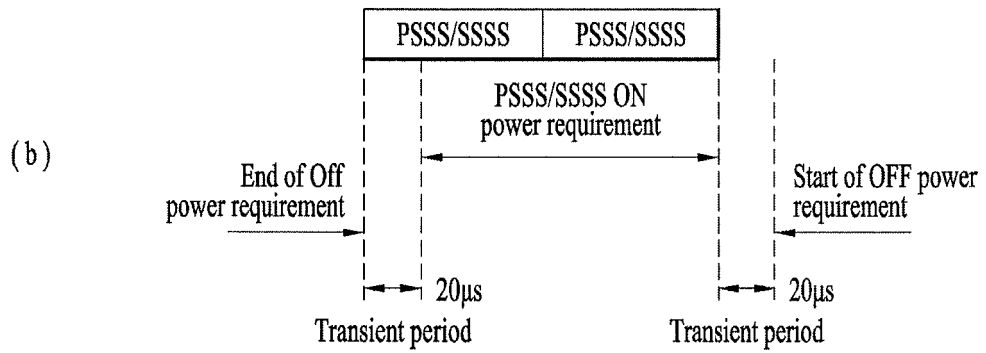 PSSS/SSSS PSSS/SSSS
PSSS/SSSS ON
power requirement
(b)
End of Off
power requirement
Start of OFF power
requirement
20μs
Transient period
20μs
Transient period